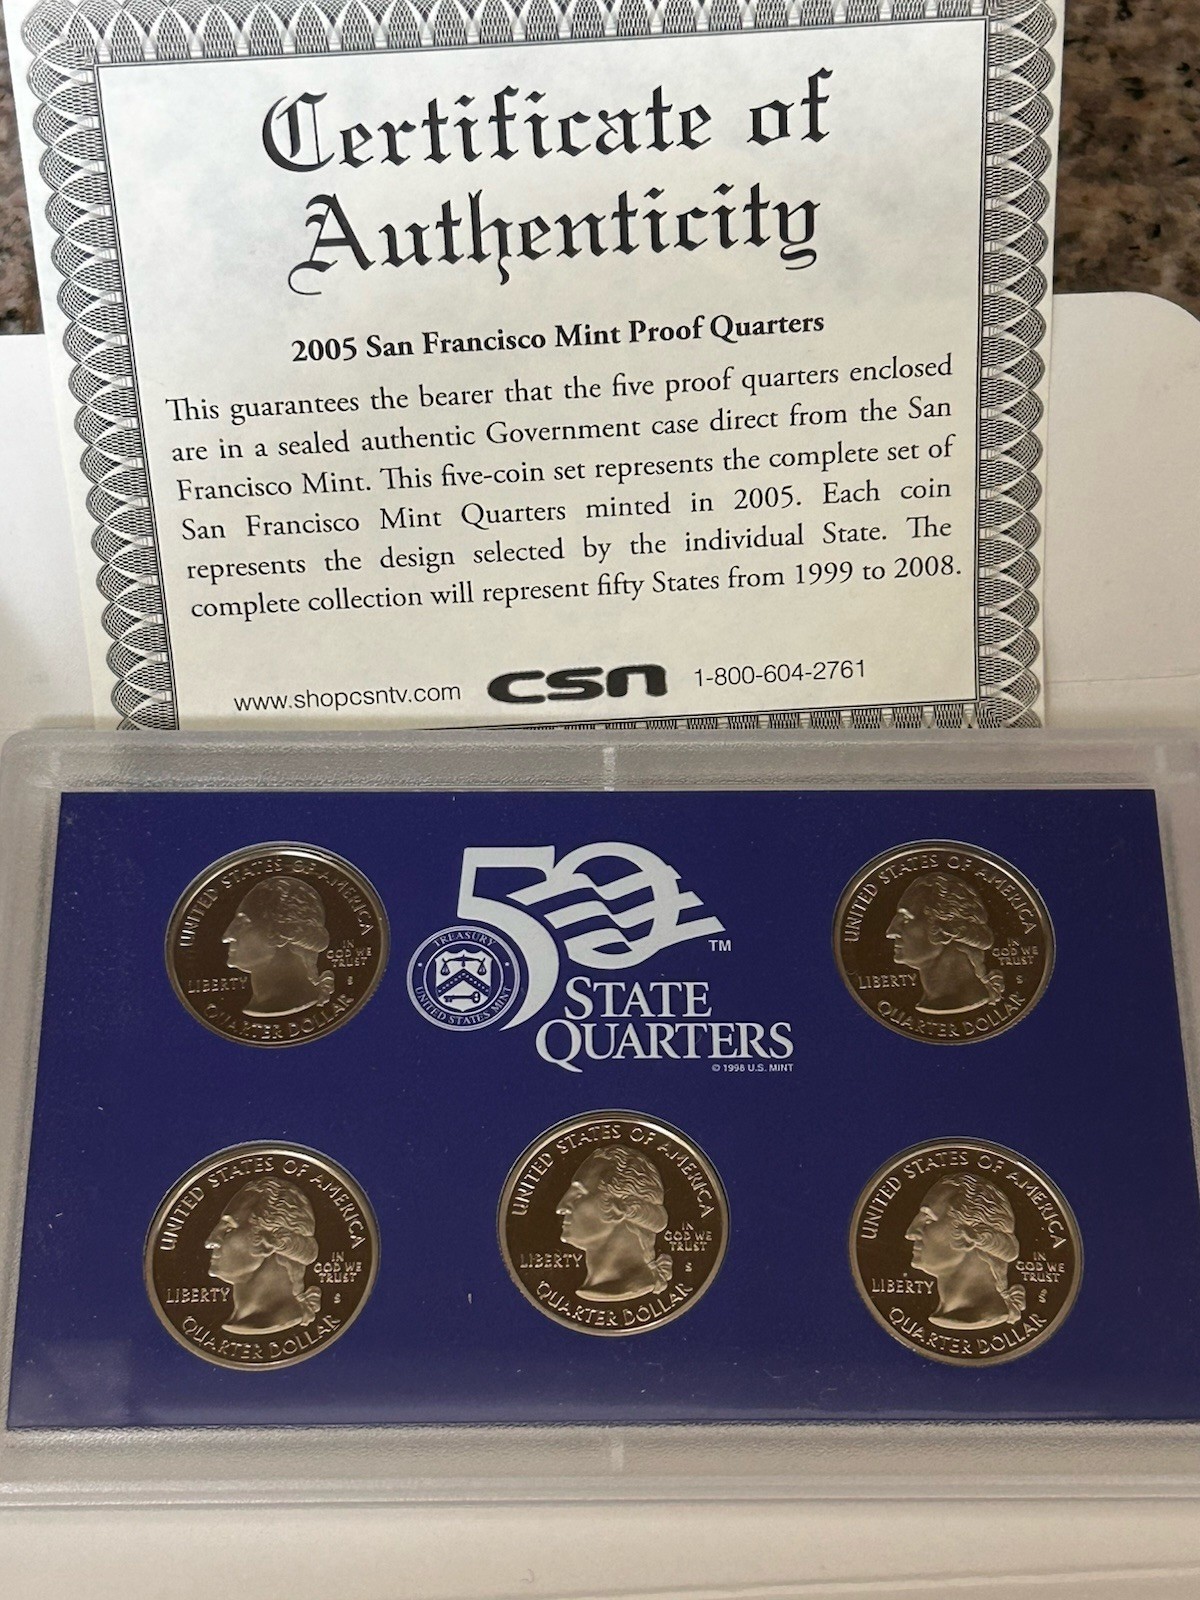 Certificate of
Authenticity
2005 San Francisco Mint Proof Quarters
This guarantees the bearer that the five proof quarters enclosed
are in a sealed authentic Government case direct from the San
Francisco Mint. This five-coin set represents the complete set of
San Francisco Mint Quarters minted in 2005. Each coin
represents the design selected by the individual State. The
complete collection will represent fifty States from 1999 to 2008.
www.shopcsntv.com csn 1-800-604-2761
UNITED STATES OF AMERICA
LIBERTY
IN
GOD WE
TRUST
S
QUARTER DOLLAR
50
TM
TREASURY
UNITED STATES MINT
STATE
QUARTERS
© 1998 U.S. MINT
UNITED STATES OF AMERICA
LIBERTY
IN
GOD WE
TRUST
S
QUARTER DOLLAR
UNITED STATES OF AMERICA
LIBERTY
IN
GOD WE
TRUST
S
QUARTER DOLLAR
UNITED STATES OF AMERICA
LIBERTY
IN
GOD WE
TRUST
S
QUARTER DOLLAR
UNITED STATES OF AMERICA
LIBERTY
IN
GOD WE
TRUST
S
QUARTER DOLLAR